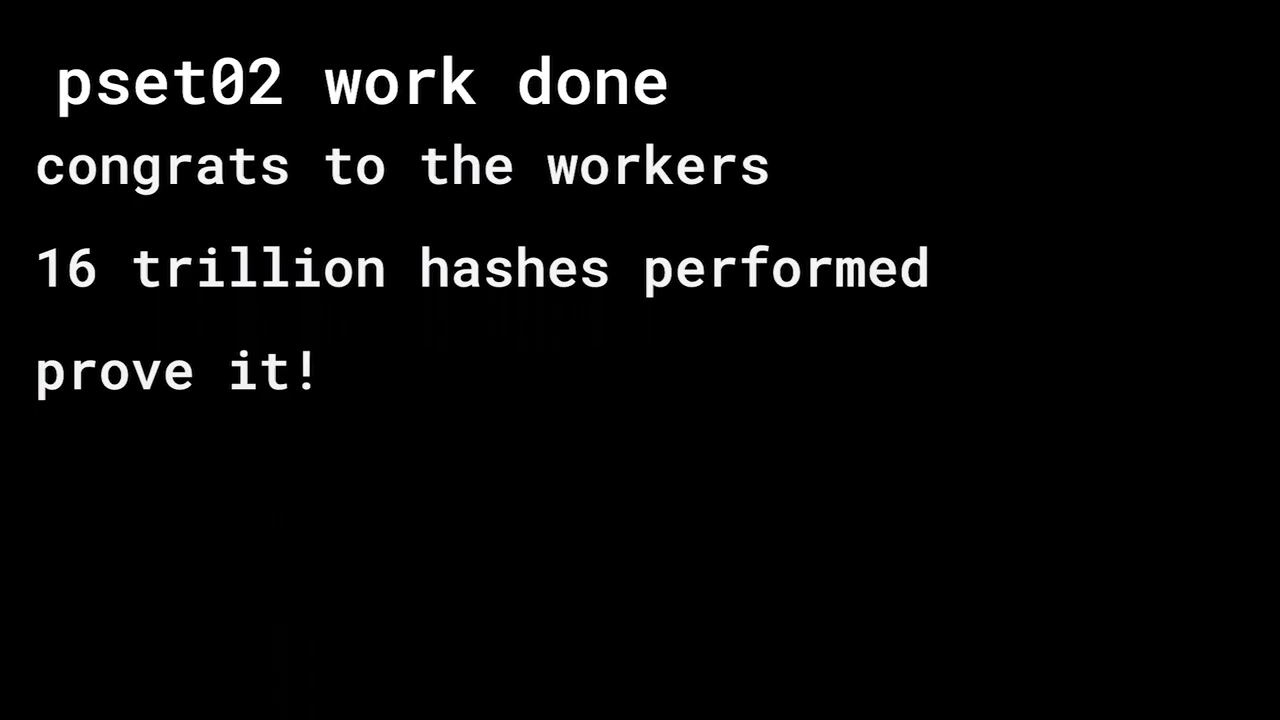 pset02 work done
congrats to the workers
16 trillion hashes performed
prove it!